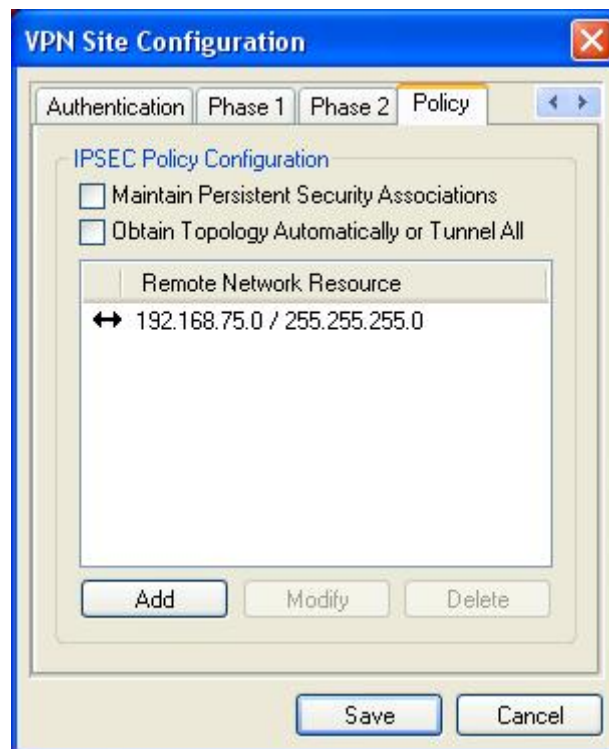 VPN Site Configuration
Authentication
Phase 1
Phase 2
Policy
IPSEC Policy Configuration
Maintain Persistent Security Associations
Obtain Topology Automatically or Tunnel All
Remote Network Resource
192.168.75.0 / 255.255.255.0
Add
Modify
Delete
Save
Cancel